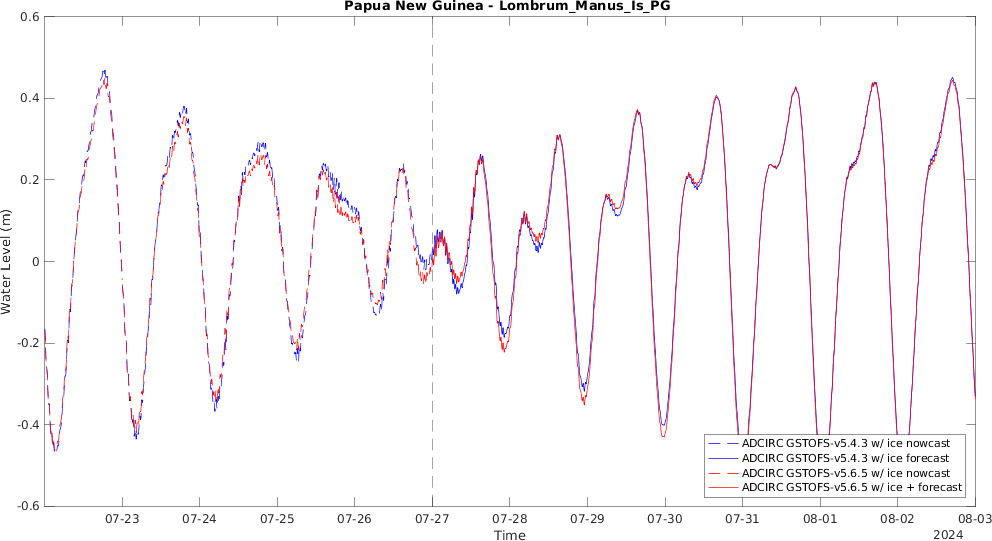 Papua New Guinea - Lombrum_Manus_Is_PG
0.6
0.4
0.2
0
-0.2
-0.4
-0.6
Water Level (m)
07-23 07-24 07-25 07-26 07-27 07-28 07-29 07-30 07-31 08-01 08-02 08-03
Time
2024
ADCIRC GSTOFS-v5.4.3 w/ ice nowcast
ADCIRC GSTOFS-v5.4.3 w/ ice forecast
ADCIRC GSTOFS-v5.6.5 w/ ice nowcast
ADCIRC GSTOFS-v5.6.5 w/ ice + forecast